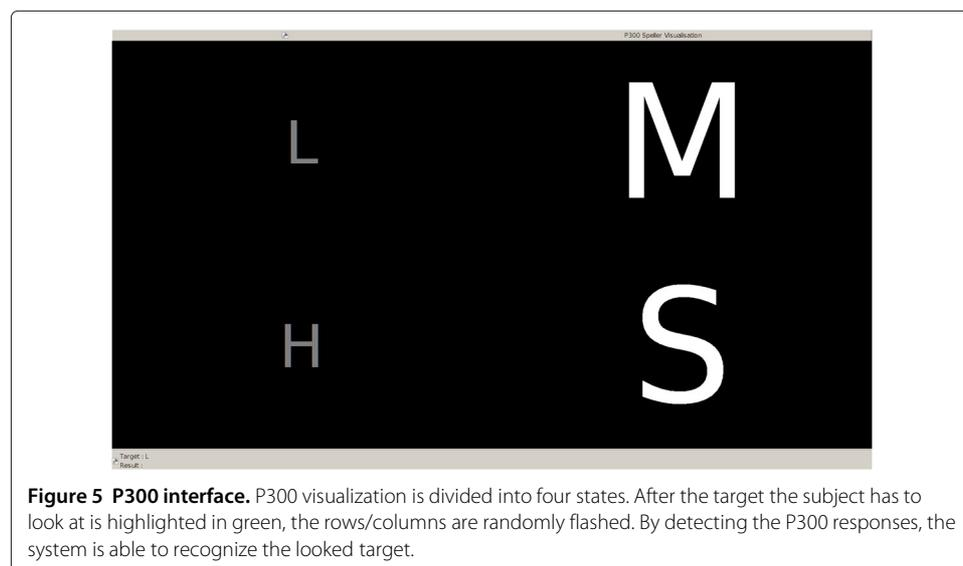 P300 Speller Visualisation
L M
H S
Target : L
Result :
Figure 5 P300 interface. P300 visualization is divided into four states. After the target the subject has to
look at is highlighted in green, the rows/columns are randomly flashed. By detecting the P300 responses, the
system is able to recognize the looked target.